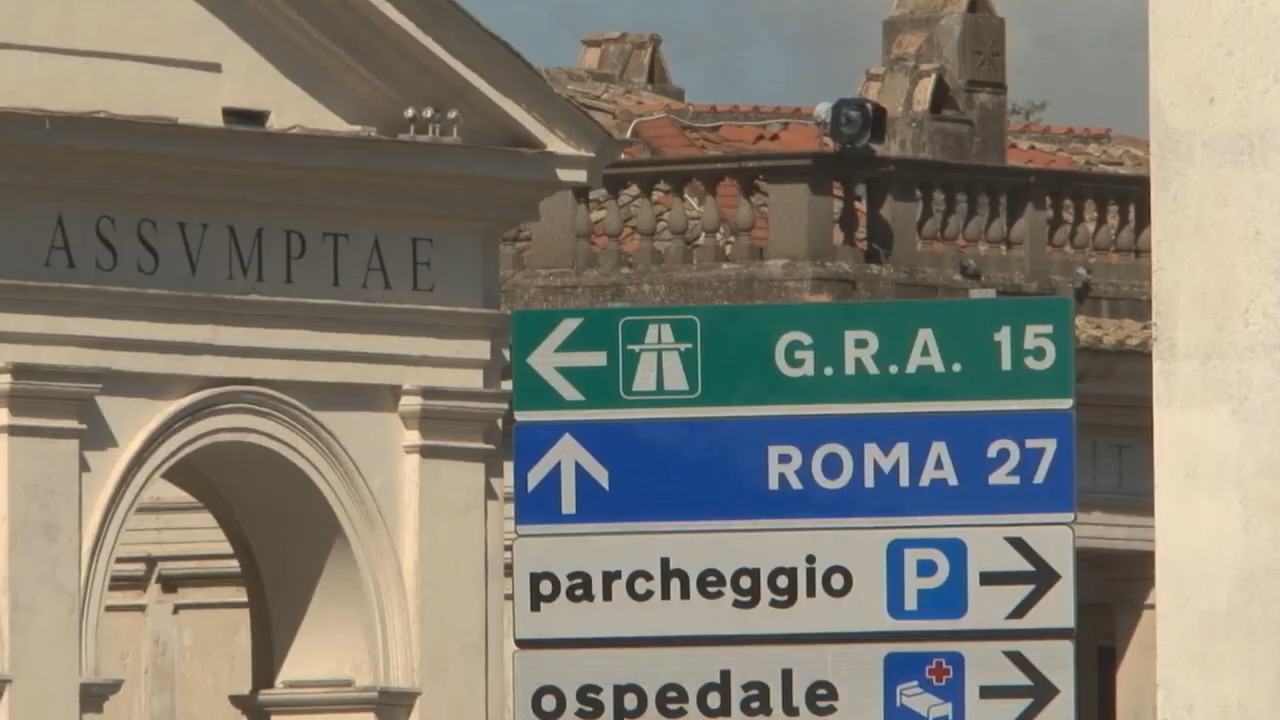 ASSVMPTAE
G.R.A. 15
ROMA 27
parcheggio P
ospedale